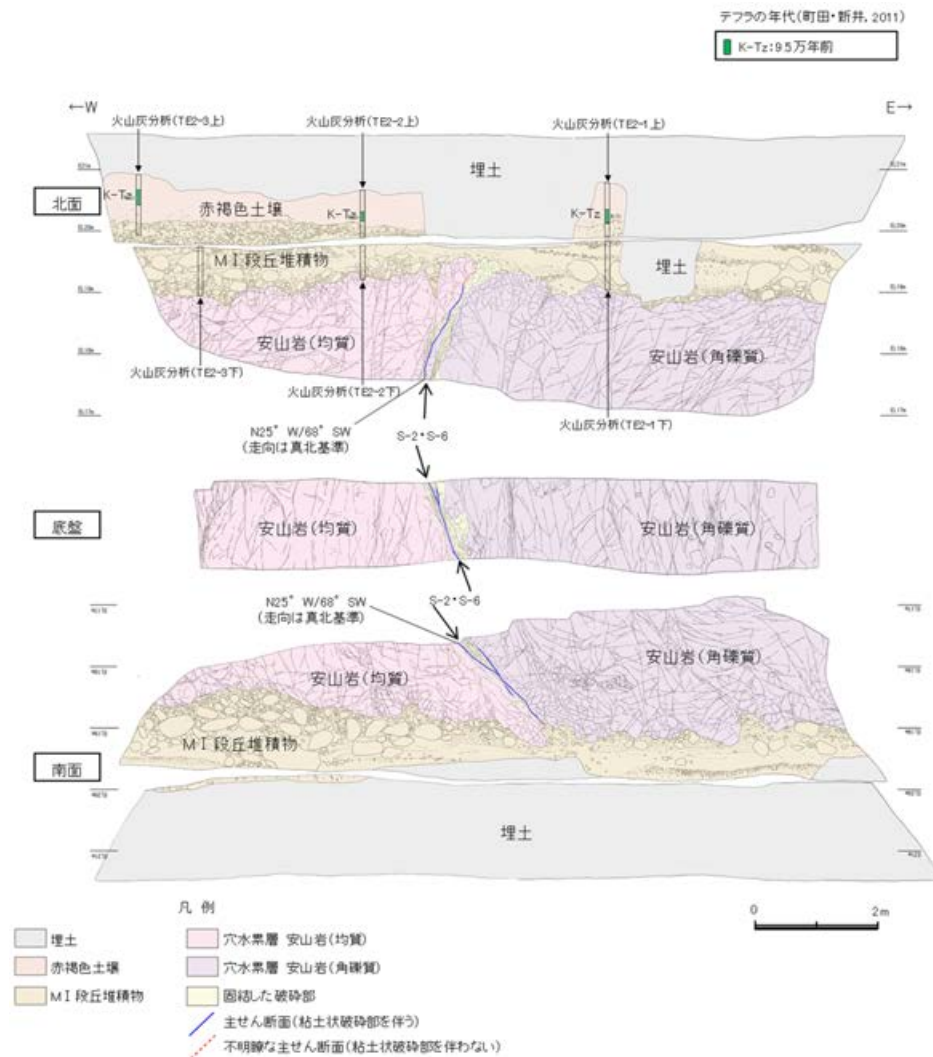 テフラの年代(町田・新井, 2011)
K-Tz:9.5万年前
←W
E→
火山灰分析(TE2-3上)
火山灰分析(TE2-2上)
火山灰分析(TE2-1上)
埋土
北面
K-Tz
赤褐色土壌
K-Tz
K-Tz
MⅠ段丘堆積物
埋土
安山岩(均質)
安山岩(角礫質)
火山灰分析(TE2-3下)
火山灰分析(TE2-2下)
火山灰分析(TE2-1下)
N25°W/68°SW
(走向は真北基準)
S-2・S-6
底盤
安山岩(均質)
安山岩(角礫質)
N25°W/68°SW
(走向は真北基準)
S-2・S-6
安山岩(均質)
安山岩(角礫質)
MⅠ段丘堆積物
南面
埋土
凡例
0 2m
埋土
穴水累層 安山岩(均質)
赤褐色土壌
穴水累層 安山岩(角礫質)
MⅠ段丘堆積物
固結した破砕部
主せん断面(粘土状破砕部を伴う)
不明瞭な主せん断面(粘土状破砕部を伴わない)